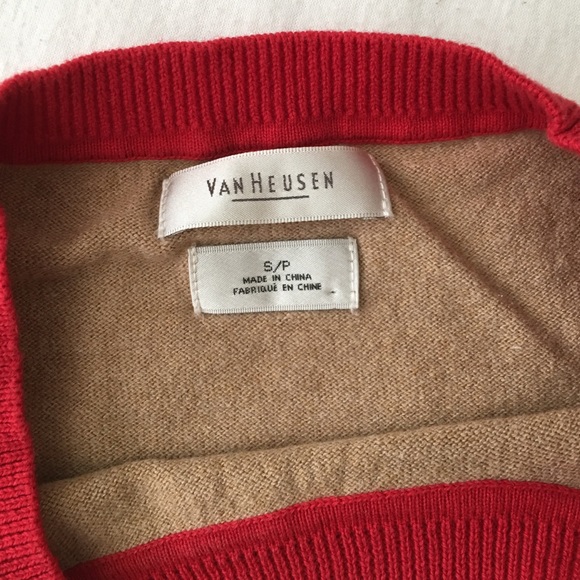 VAN HEUSEN
S/P
MADE IN CHINA
FABRIQUÉ EN CHINE